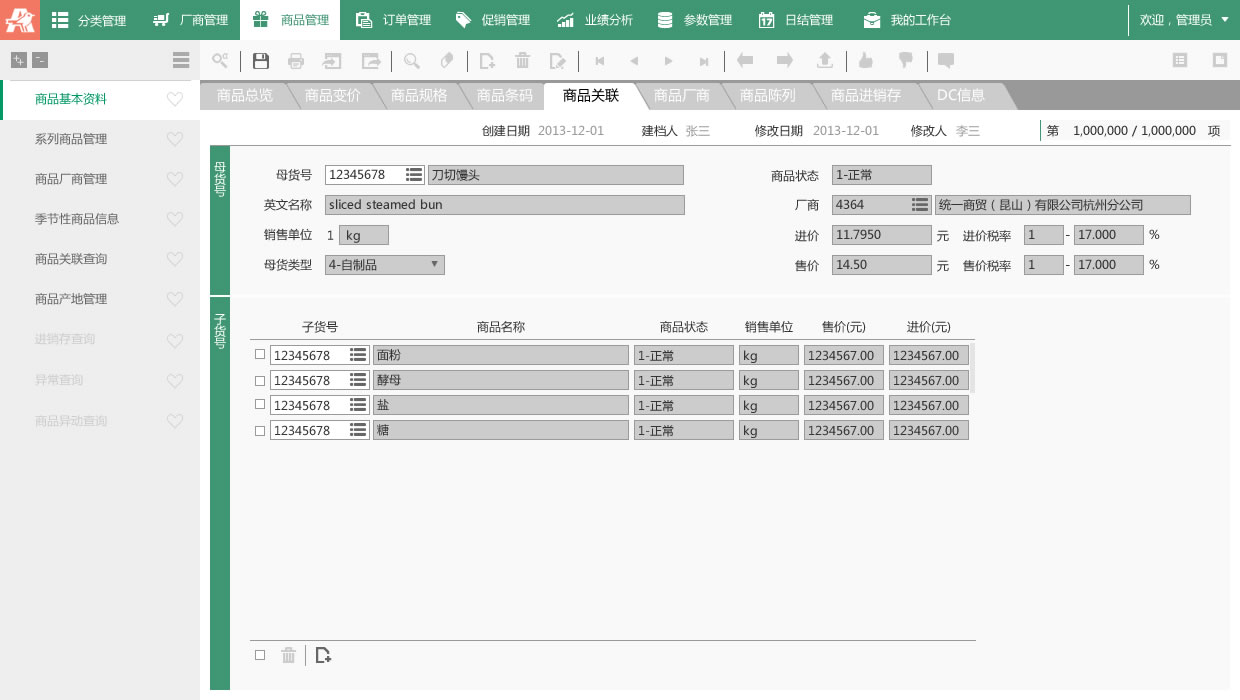 分类管理 厂商管理 商品管理 订单管理 促销管理 业绩分析 参数管理 日结管理 我的工作台 欢迎，管理员
商品基本资料
系列商品管理
商品厂商管理
季节性商品信息
商品关联查询
商品产地管理
进销存查询
异常查询
商品异动查询
商品总览 商品变价 商品规格 商品条码 商品关联 商品厂商 商品陈列 商品进销存 DC信息
创建日期 2013-12-01 建档人 张三 修改日期 2013-12-01 修改人 李三 第 1,000,000 / 1,000,000 项
母货号
母货号 12345678 刀切馒头 商品状态 1-正常
英文名称 sliced steamed bun 厂商 4364 统一商贸（昆山）有限公司杭州分公司
销售单位 1 kg 进价 11.7950 元 进价税率 1 - 17.000 %
母货类型 4-自制品 售价 14.50 元 售价税率 1 - 17.000 %
子货号
子货号 商品名称 商品状态 销售单位 售价(元) 进价(元)
12345678 面粉 1-正常 kg 1234567.00 1234567.00
12345678 酵母 1-正常 kg 1234567.00 1234567.00
12345678 盐 1-正常 kg 1234567.00 1234567.00
12345678 糖 1-正常 kg 1234567.00 1234567.00